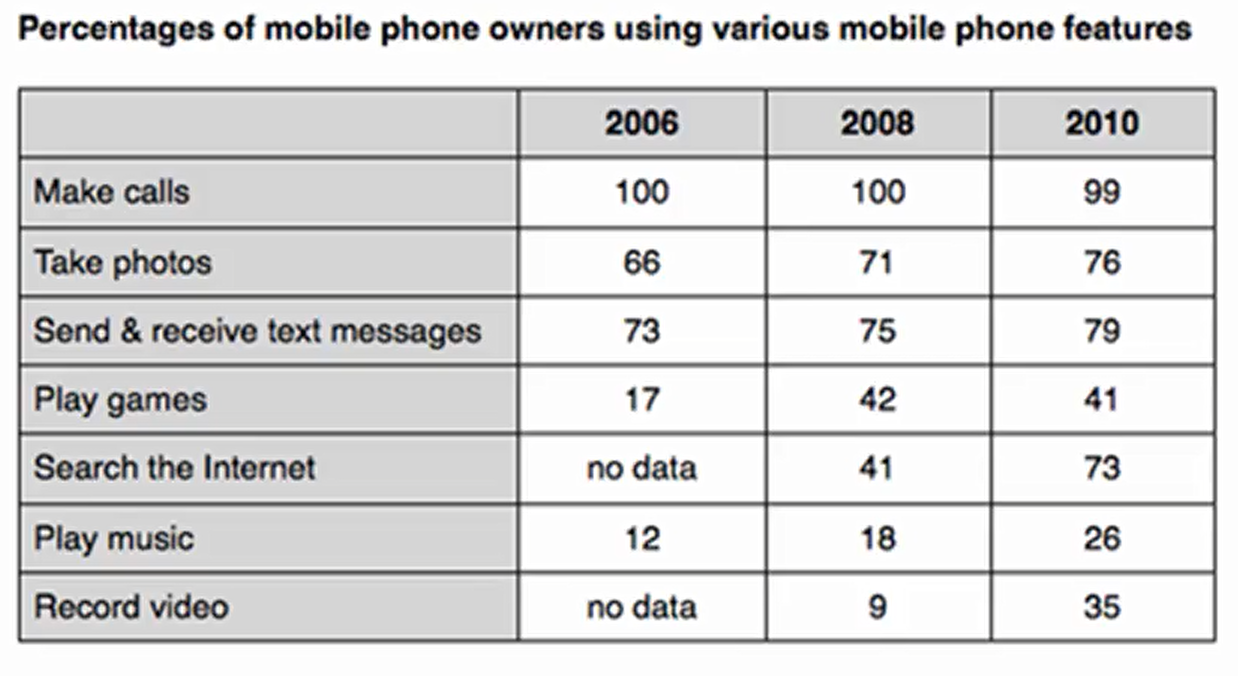 Percentages of mobile phone owners using various mobile phone features
2006 2008 2010
Make calls 100 100 99
Take photos 66 71 76
Send & receive text messages 73 75 79
Play games 17 42 41
Search the Internet no data 41 73
Play music 12 18 26
Record video no data 9 35